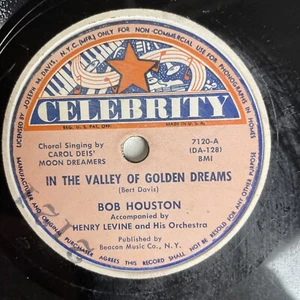 LICENSED BY JOSEPH M. DAVIS, N.Y.C. (MFR.) ONLY FOR NON-COMMERCIAL USE FOR PHONOGRAPHS IN HOMES
CELEBRITY
REG. U.S. PAT. OFF.
MADE IN U.S.A.
Choral Singing by
CAROL DEIS'
MOON DREAMERS
7120-A
(DA-128)
BMI
IN THE VALLEY OF GOLDEN DREAMS
(Bert Davis)
BOB HOUSTON
Accompanied by
HENRY LEVINE and His Orchestra
Published by
Beacon Music Co., N. Y.
MANUFACTURER AND ORIGINAL PURCHASER AGREES THIS RECORD SHALL NOT BE RESOLD FOR ANY OTHER USE